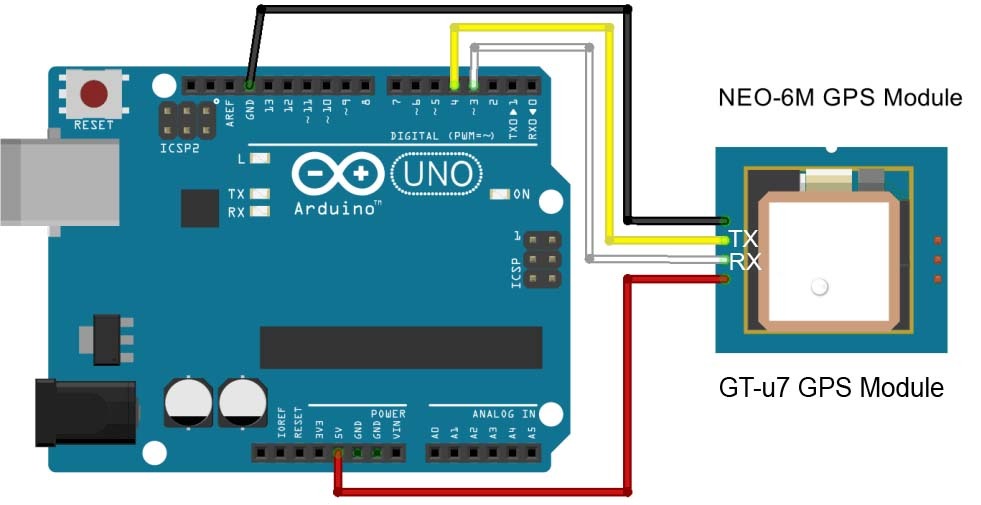 RESET
ICSP2
AREF
GND
13
12
~11
~10
~9
8
7
~6
~5
4
~3
2
TX0▶1
RX0◀0
DIGITAL (PWM=~)
L
TX
RX
UNO
Arduino™
ON
1
ICSP
NEO-6M GPS Module
TX
RX
GT-u7 GPS Module
POWER
ANALOG IN
IOREF
RESET
3V3
5V
GND
GND
VIN
A0
A1
A2
A3
A4
A5